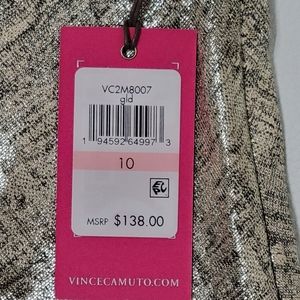 VC2M8007
gld
1 94592 64997 3
10
MSRP $138.00
VINCECAMUTO.COM